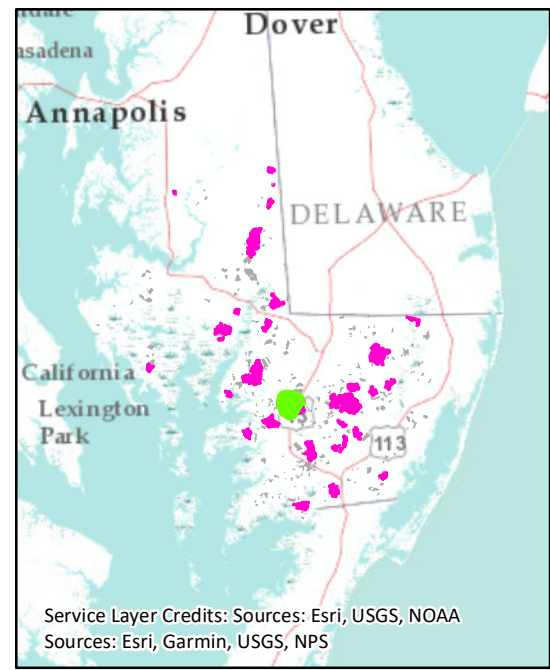 Dover
asadena
Annapolis
DELAWARE
California
Lexington
Park
113
Service Layer Credits: Sources: Esri, USGS, NOAA
Sources: Esri, Garmin, USGS, NPS